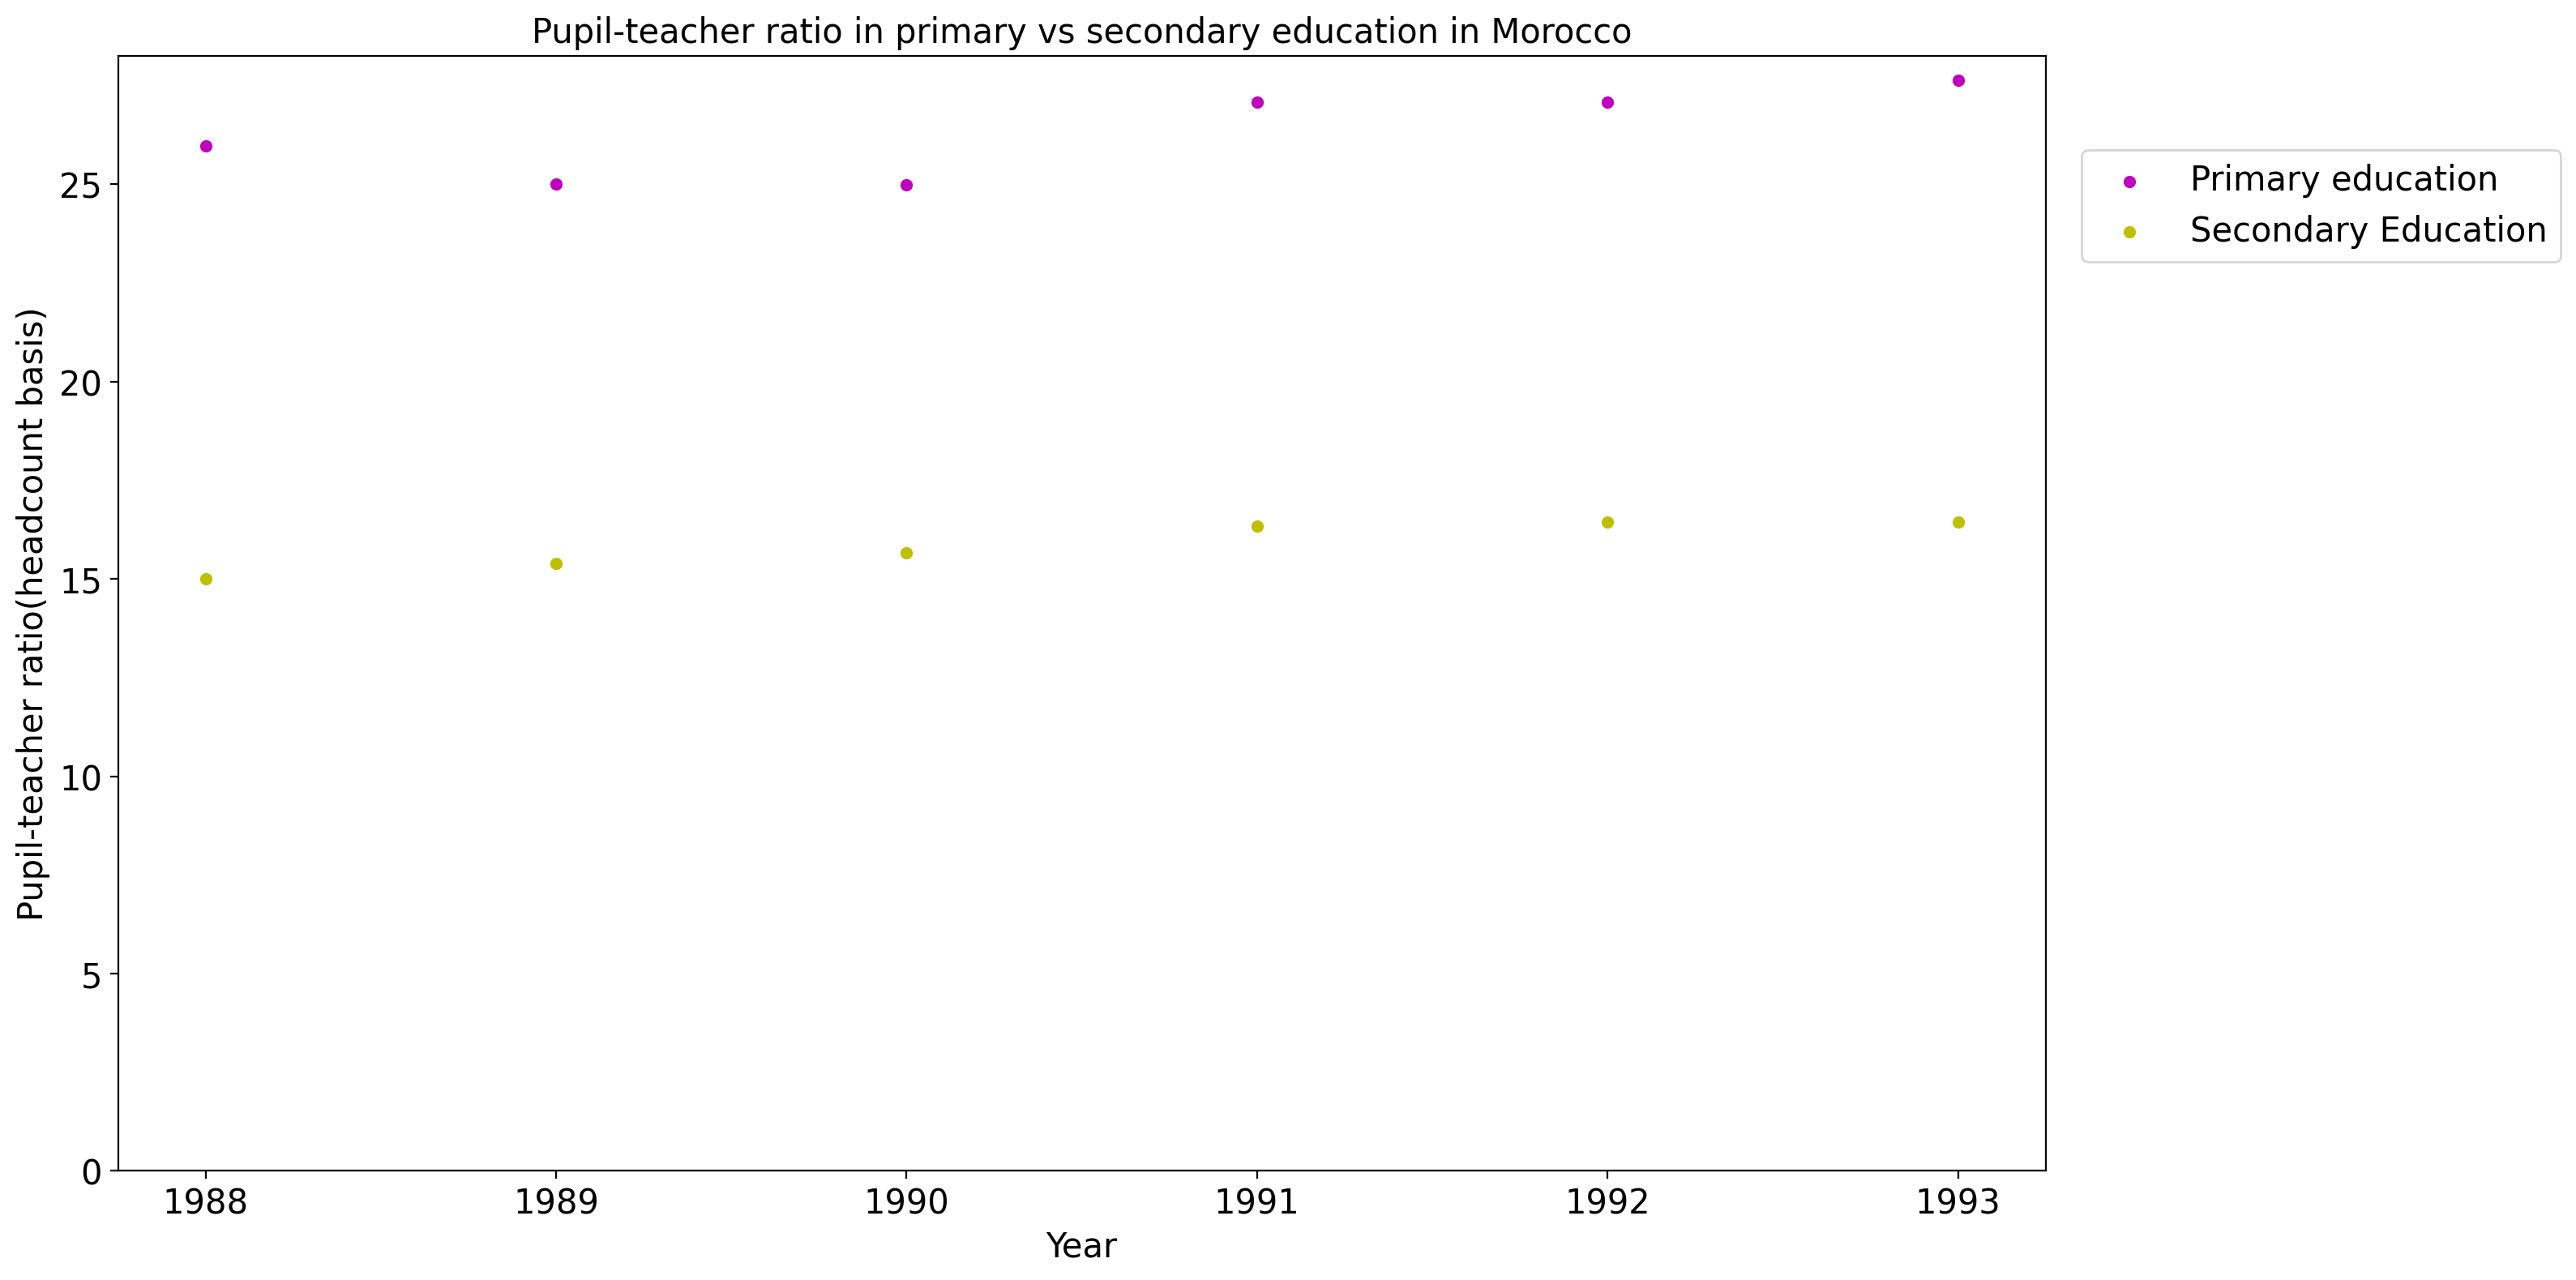 Pupil-teacher ratio in primary vs secondary education in Morocco
Pupil-teacher ratio(headcount basis)
25
20
15
10
5
0
1988 1989 1990 1991 1992 1993
Year
Primary education
Secondary Education